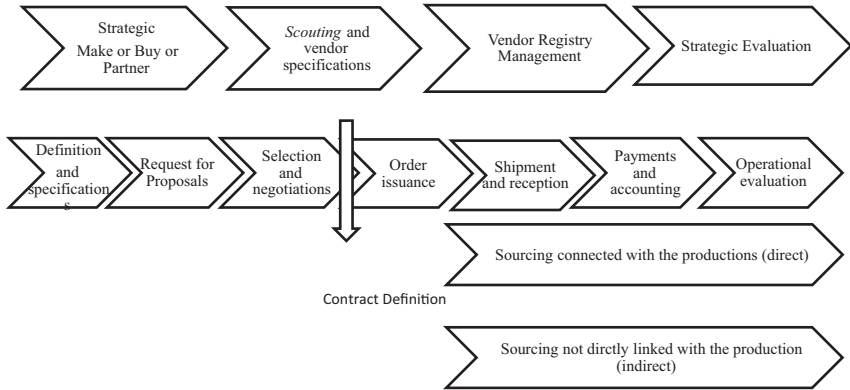 Strategic
Make or Buy or
Partner
Scouting and
vendor
specifications
Vendor Registry
Management
Strategic Evaluation
Definition
and
specification
s
Request for
Proposals
Selection
and
negotiations
Order
issuance
Shipment
and reception
Payments
and
accounting
Operational
evaluation
Sourcing connected with the productions (direct)
Contract Definition
Sourcing not dirctly linked with the production
(indirect)